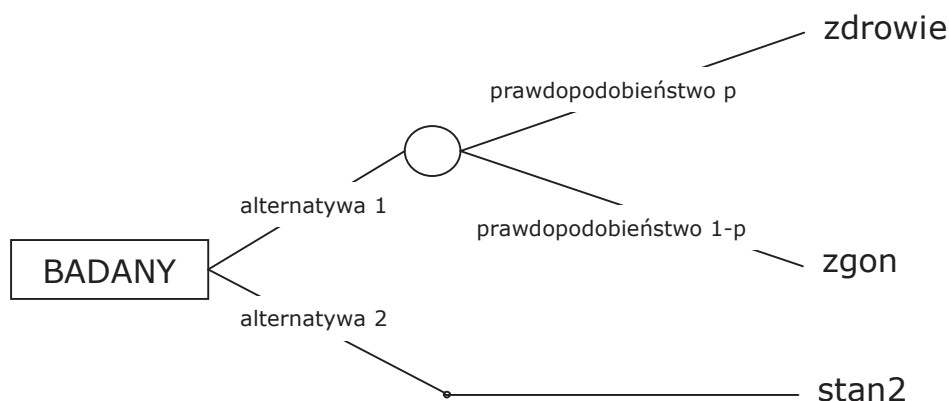 zdrowie
prawdopodobieństwo p
alternatywa 1
prawdopodobieństwo 1-p
BADANY
zgon
alternatywa 2
stan2